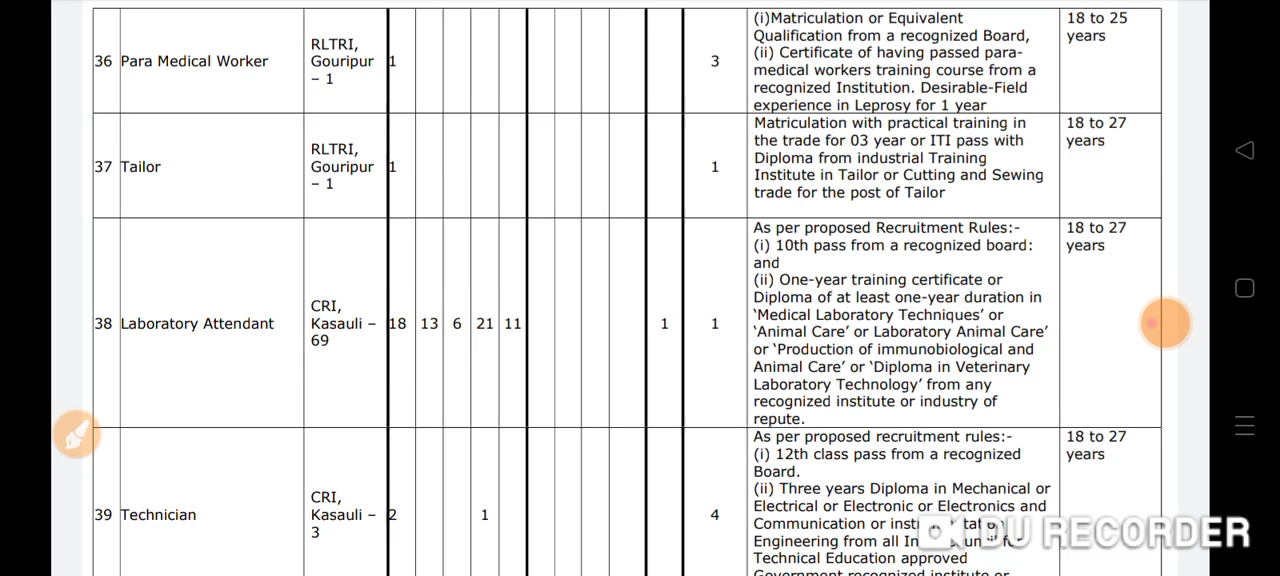 36 Para Medical Worker
RLTRI,
Gouripur
– 1
1
3
(i)Matriculation or Equivalent
Qualification from a recognized Board,
(ii) Certificate of having passed para-
medical workers training course from a
recognized Institution. Desirable-Field
experience in Leprosy for 1 year
18 to 25
years
37 Tailor
RLTRI,
Gouripur
– 1
1
1
Matriculation with practical training in
the trade for 03 year or ITI pass with
Diploma from industrial Training
Institute in Tailor or Cutting and Sewing
trade for the post of Tailor
18 to 27
years
38 Laboratory Attendant
CRI,
Kasauli –
69
18 13 6 21 11 1 1
As per proposed Recruitment Rules:-
(i) 10th pass from a recognized board:
and
(ii) One-year training certificate or
Diploma of at least one-year duration in
‘Medical Laboratory Techniques’ or
‘Animal Care’ or Laboratory Animal Care’
or ‘Production of immunobiological and
Animal Care’ or ‘Diploma in Veterinary
Laboratory Technology’ from any
recognized institute or industry of
repute.
18 to 27
years
39 Technician
CRI,
Kasauli –
3
2 1 4
As per proposed recruitment rules:-
(i) 12th class pass from a recognized
Board.
(ii) Three years Diploma in Mechanical or
Electrical or Electronic or Electronics and
Communication or
Engineering from all
Technical Education approved
Government recognized institute or
18 to 27
years
DU RECORDER